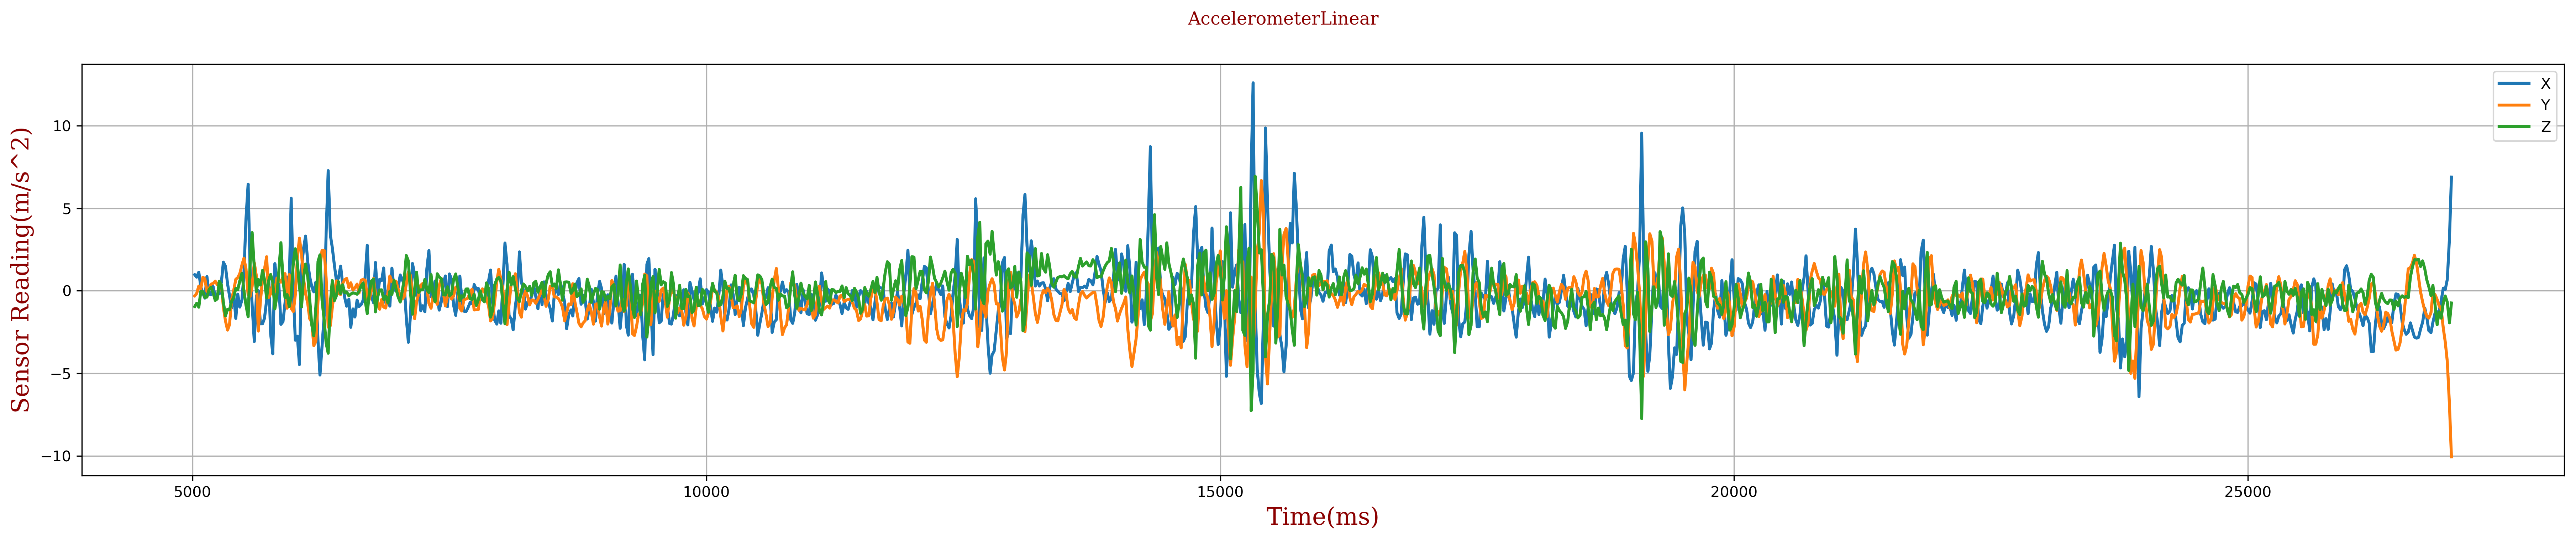 AccelerometerLinear
X
Y
Z
Sensor Reading(m/s^2)
10
5
0
−5
−10
5000 10000 15000 20000 25000
Time(ms)